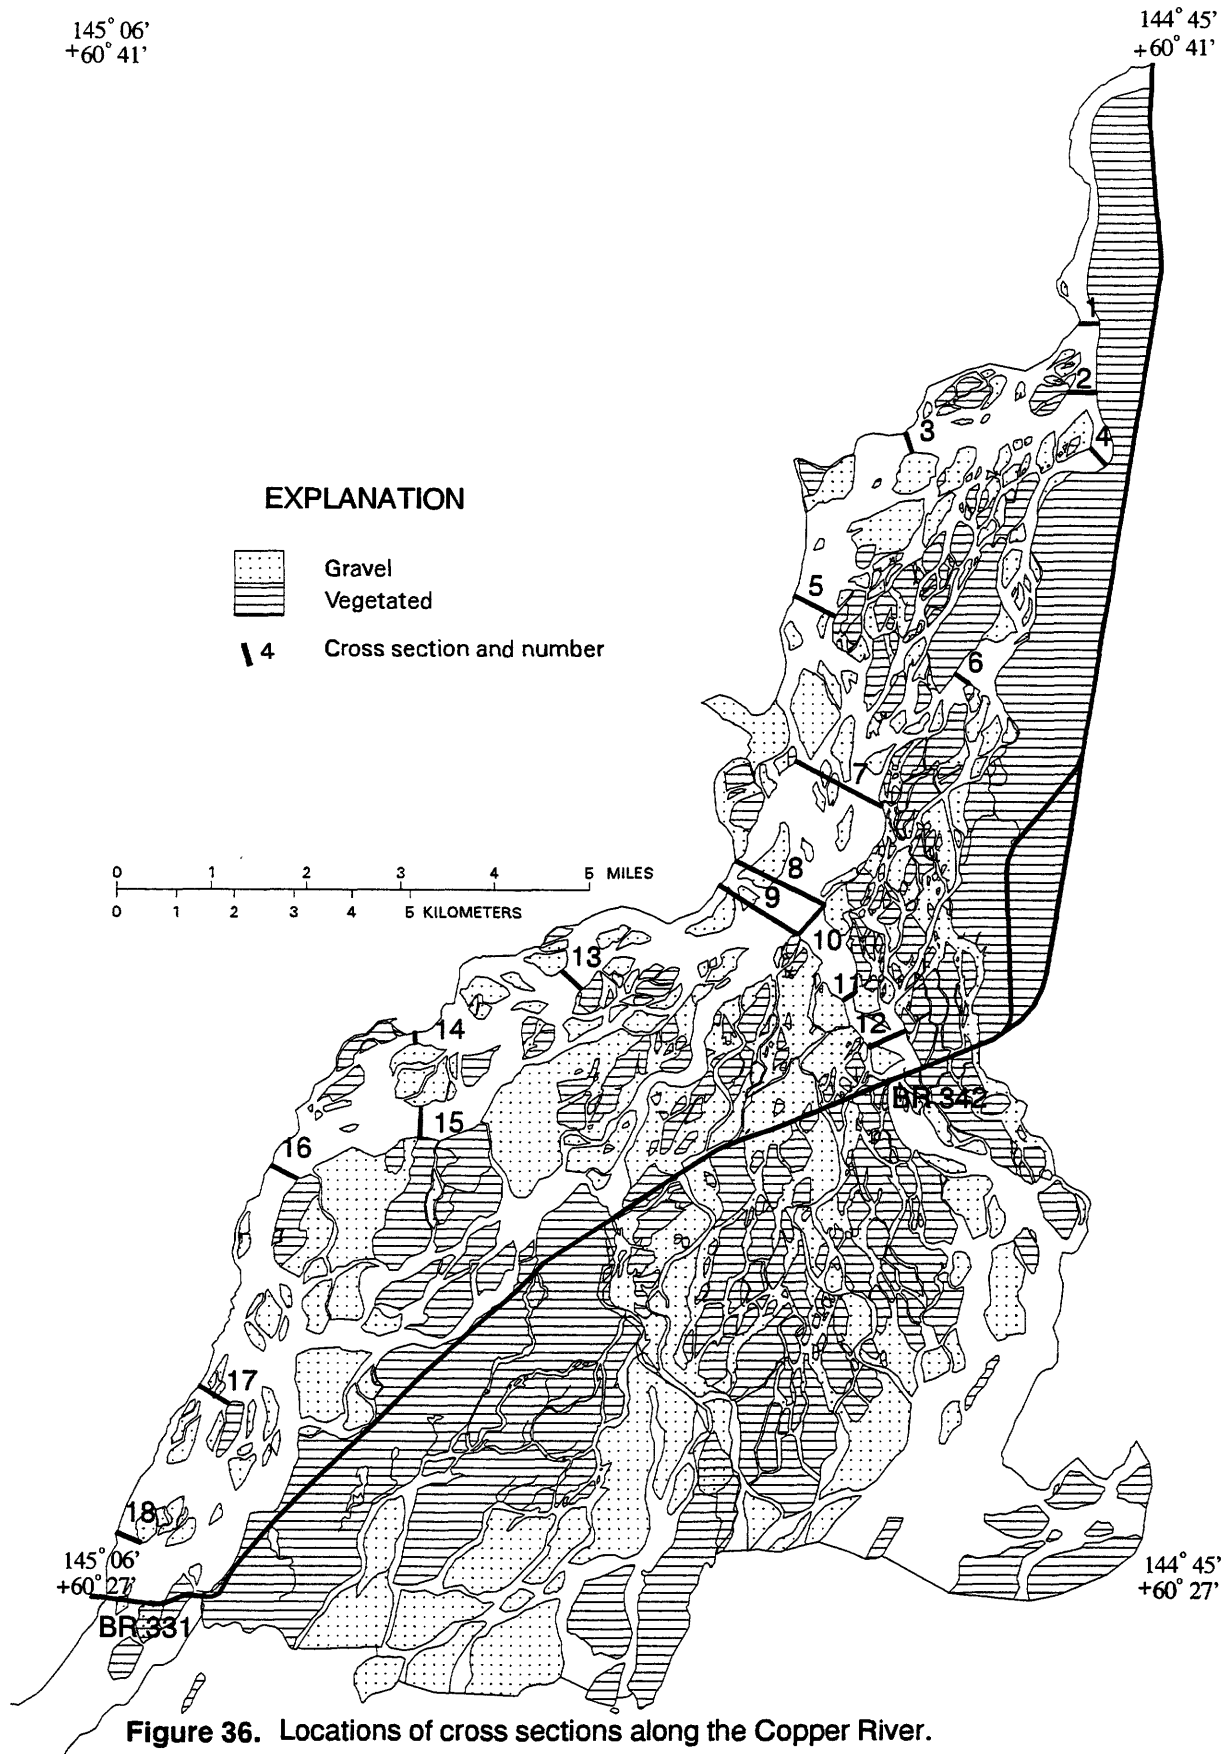 145° 06'
+60° 41'
144° 45'
+60° 41'
1
2
3
4
EXPLANATION
Gravel
Vegetated
4 Cross section and number
5
6
7
0 1 2 3 4 5 MILES
0 1 2 3 4 5 KILOMETERS
8
9
10
11
12
13
14
15
16
BR 342
17
18
145° 06'
+60° 27'
144° 45'
+60° 27'
BR 331
Figure 36. Locations of cross sections along the Copper River.